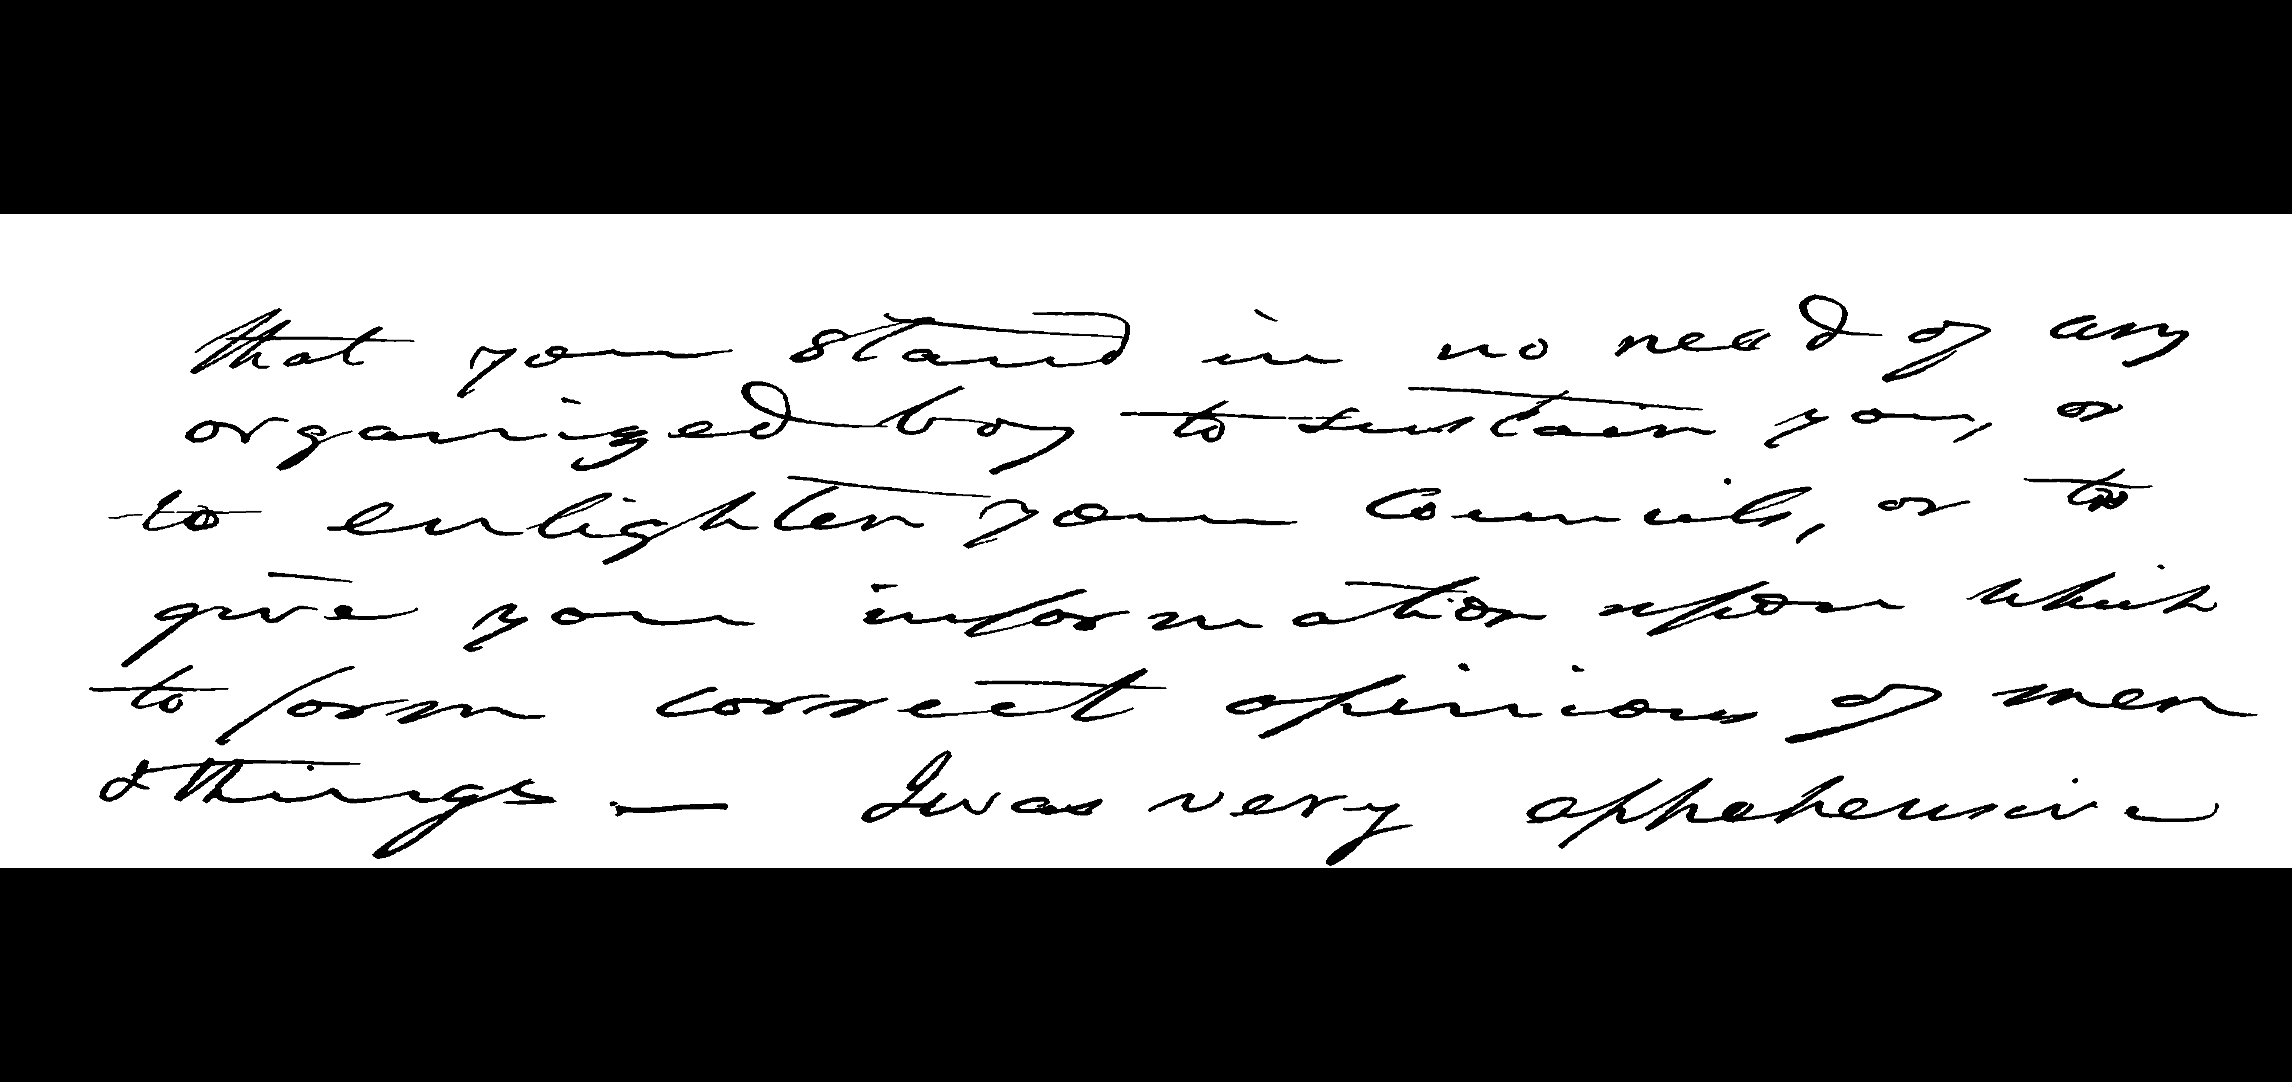 that you stand in no need of any
organized boy to sustain you, or
to enlighten your Councils, or to
give you information upon which
to form correct opinions of men
& things — I was very apprehensive